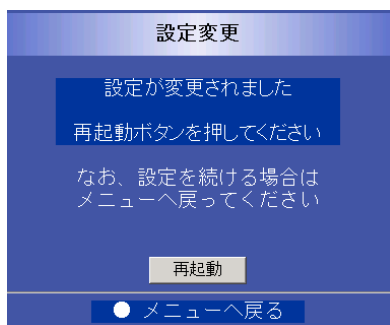 設定変更
設定が変更されました
再起動ボタンを押してください
なお、設定を続ける場合は
メニューへ戻ってください
再起動
● メニューへ戻る